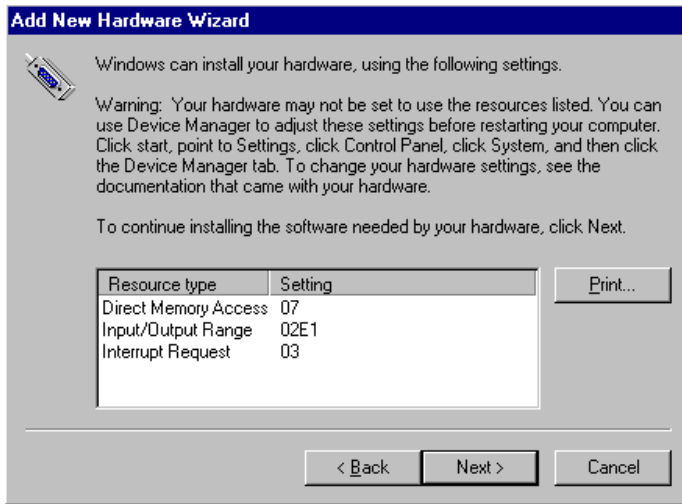 Add New Hardware Wizard
Windows can install your hardware, using the following settings.
Warning: Your hardware may not be set to use the resources listed. You can
use Device Manager to adjust these settings before restarting your computer.
Click start, point to Settings, click Control Panel, click System, and then click
the Device Manager tab. To change your hardware settings, see the
documentation that came with your hardware.
To continue installing the software needed by your hardware, click Next.
Resource type Setting
Direct Memory Access 07
Input/Output Range 02E1
Interrupt Request 03
Print...
< Back Next > Cancel